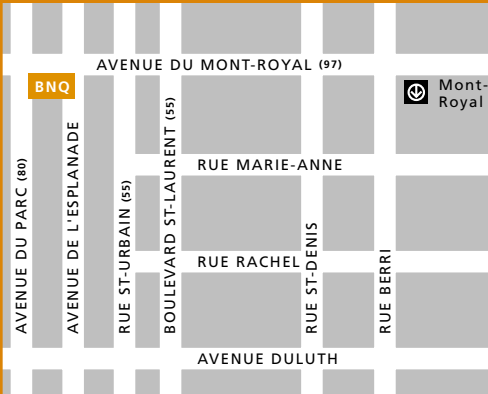 AVENUE DU MONT-ROYAL (97)
BNQ
Mont-
Royal
AVENUE DU PARC (80)
AVENUE DE L'ESPLANADE
RUE ST-URBAIN (55)
BOULEVARD ST-LAURENT (55)
RUE MARIE-ANNE
RUE RACHEL
RUE ST-DENIS
RUE BERRI
AVENUE DULUTH